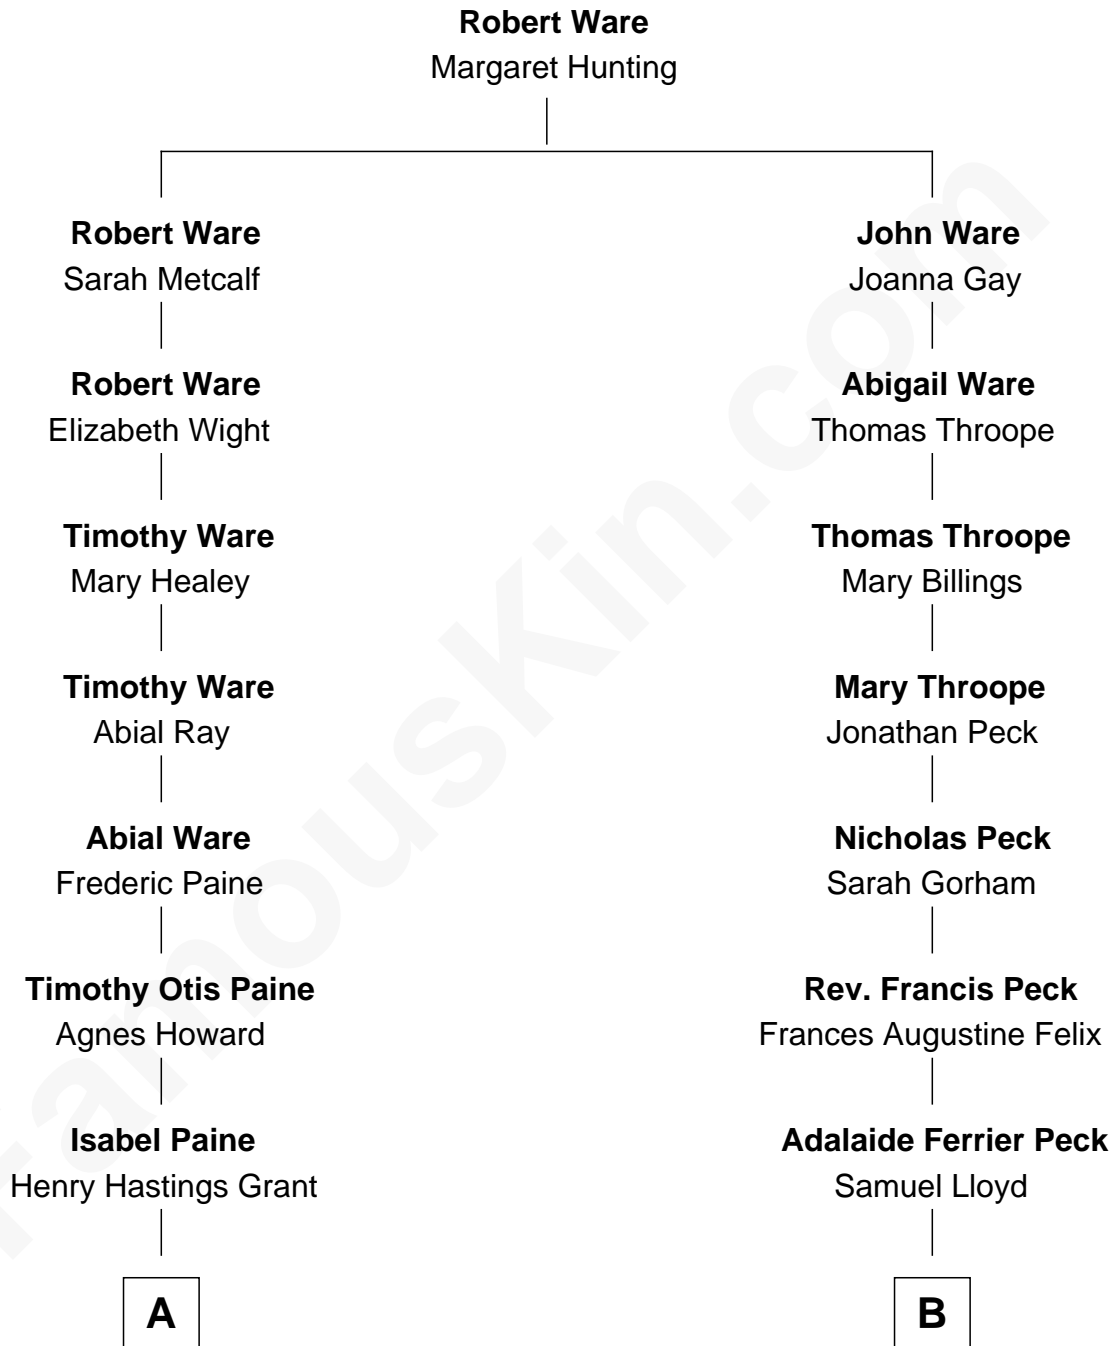 Robert Ware
Margaret Hunting
Robert Ware
Sarah Metcalf
John Ware
Joanna Gay
Robert Ware
Elizabeth Wight
Abigail Ware
Thomas Throope
Timothy Ware
Mary Healey
Thomas Throope
Mary Billings
Timothy Ware
Abial Ray
Mary Throope
Jonathan Peck
Abial Ware
Frederic Paine
Nicholas Peck
Sarah Gorham
Timothy Otis Paine
Agnes Howard
Rev. Francis Peck
Frances Augustine Felix
Isabel Paine
Henry Hastings Grant
Adalaide Ferrier Peck
Samuel Lloyd
A
B
FamousKin.com